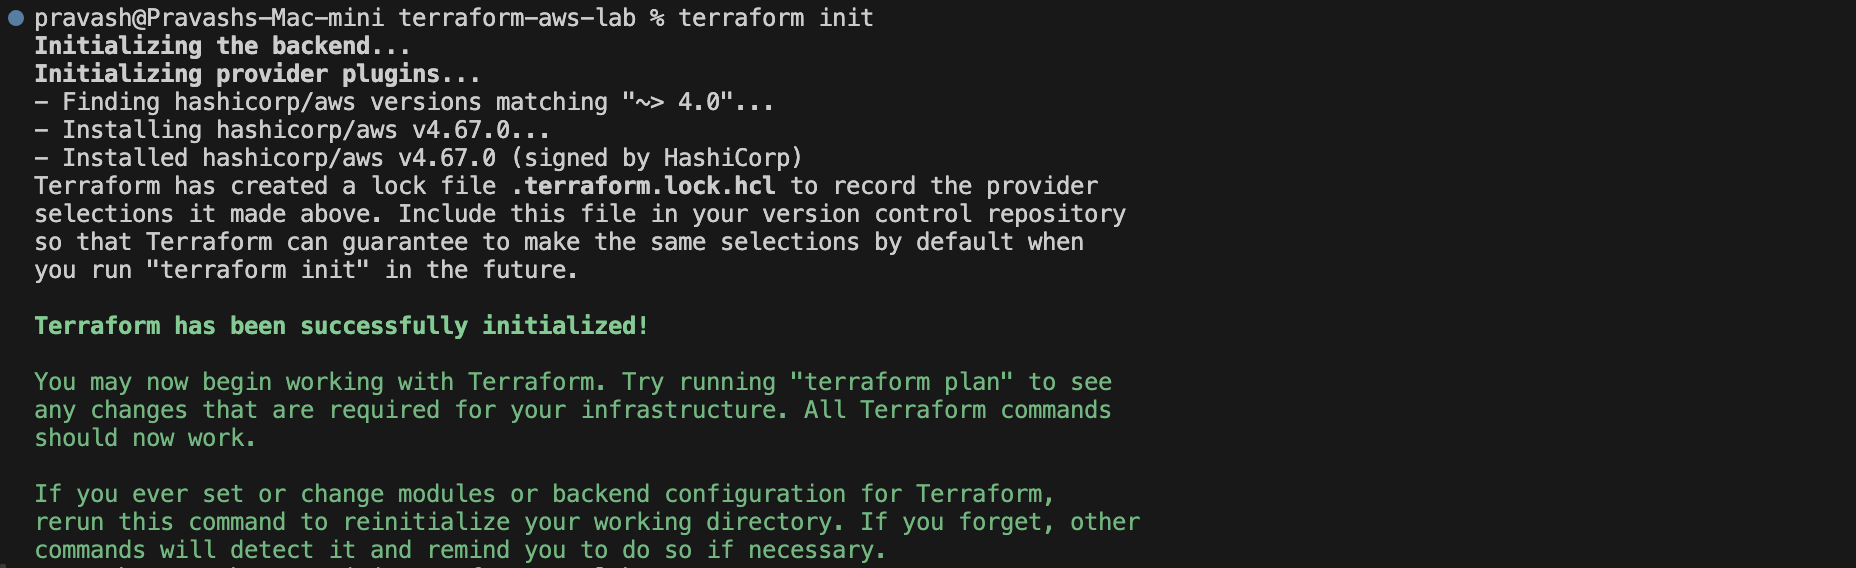 pravash@Pravashs-Mac-mini terraform-aws-lab % terraform init
Initializing the backend...
Initializing provider plugins...
- Finding hashicorp/aws versions matching "~> 4.0"...
- Installing hashicorp/aws v4.67.0...
- Installed hashicorp/aws v4.67.0 (signed by HashiCorp)
Terraform has created a lock file .terraform.lock.hcl to record the provider
selections it made above. Include this file in your version control repository
so that Terraform can guarantee to make the same selections by default when
you run "terraform init" in the future.
Terraform has been successfully initialized!
You may now begin working with Terraform. Try running "terraform plan" to see
any changes that are required for your infrastructure. All Terraform commands
should now work.
If you ever set or change modules or backend configuration for Terraform,
rerun this command to reinitialize your working directory. If you forget, other
commands will detect it and remind you to do so if necessary.